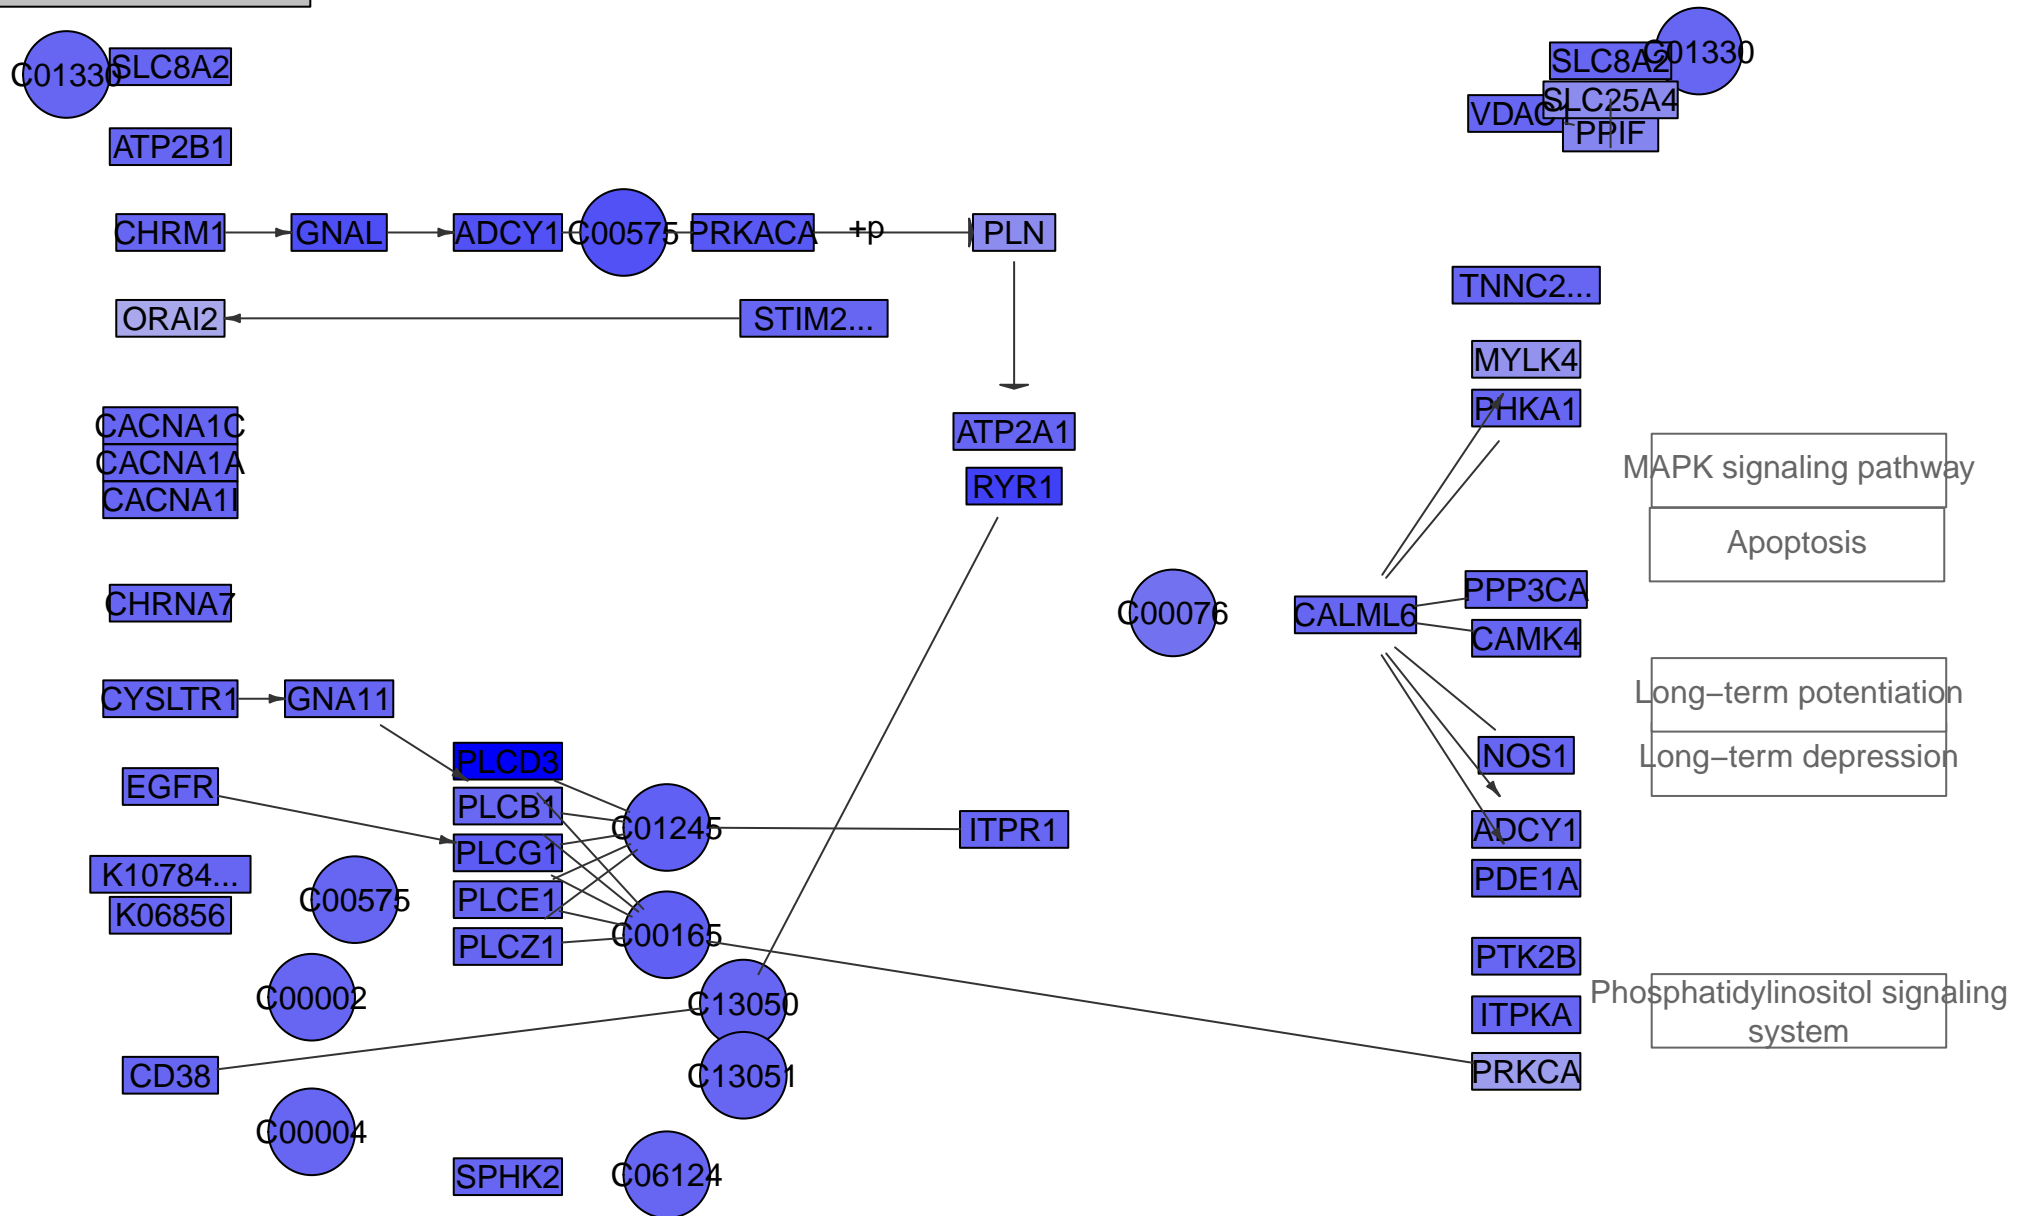 C01330
SLC8A2
SLC8A2
C01330
SLC25A4
VDAC1
PPIF
ATP2B1
CHRM1
GNAL
ADCY1
C00575
PRKACA
+p
PLN
TNNC2...
ORAI2
STIM2...
MYLK4
PHKA1
CACNA1C
CACNA1A
CACNA1I
ATP2A1
RYR1
MAPK signaling pathway
Apoptosis
CHRNA7
C00076
CALML6
PPP3CA
CAMK4
CYSLTR1
GNA11
Long−term potentiation
Long−term depression
PLCD3
NOS1
EGFR
PLCB1
C01245
ITPR1
ADCY1
PLCG1
K10784...
K06856
C00575
PLCE1
PDE1A
PLCZ1
C00165
PTK2B
C00002
C13050
ITPKA
Phosphatidylinositol signaling
system
CD38
C13051
PRKCA
C00004
SPHK2
C06124